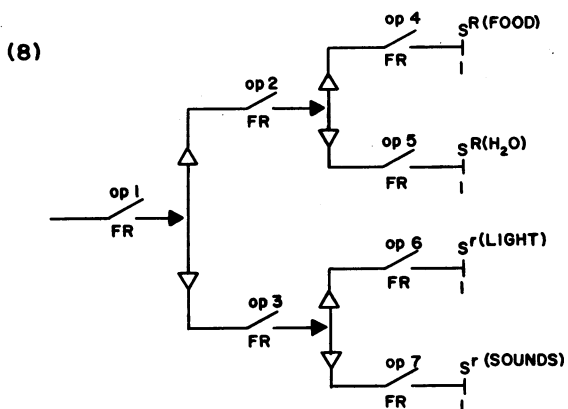 (8)
op 4
FR
S^R(FOOD)
I
op 2
FR
op 5
FR
S^R(H₂O)
I
op 1
FR
op 6
FR
S^r(LIGHT)
I
op 3
FR
op 7
FR
S^r(SOUNDS)
I